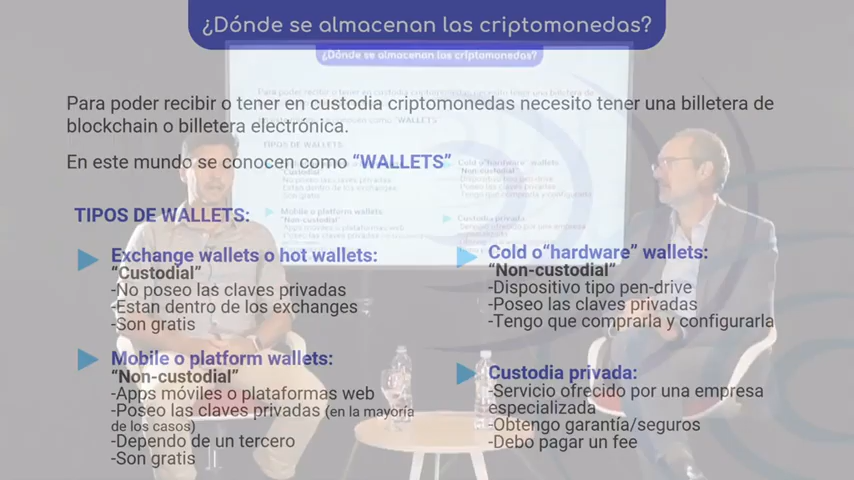 ¿Dónde se almacenan las criptomonedas?
Para poder recibir o tener en custodia criptomonedas necesito tener una billetera de
blockchain o billetera electrónica.
En este mundo se conocen como “WALLETS”
TIPOS DE WALLETS:
Exchange wallets o hot wallets:
“Custodial”
-No poseo las claves privadas
-Estan dentro de los exchanges
-Son gratis
Mobile o platform wallets:
“Non-custodial”
-Apps móviles o plataformas web
-Poseo las claves privadas (en la mayoría
de los casos)
-Dependo de un tercero
-Son gratis
Cold o“hardware” wallets:
“Non-custodial”
-Dispositivo tipo pen-drive
-Poseo las claves privadas
-Tengo que comprarla y configurarla
Custodia privada:
-Servicio ofrecido por una empresa
especializada
-Obtengo garantía/seguros
-Debo pagar un fee
¿Dónde se almacenan las criptomonedas?